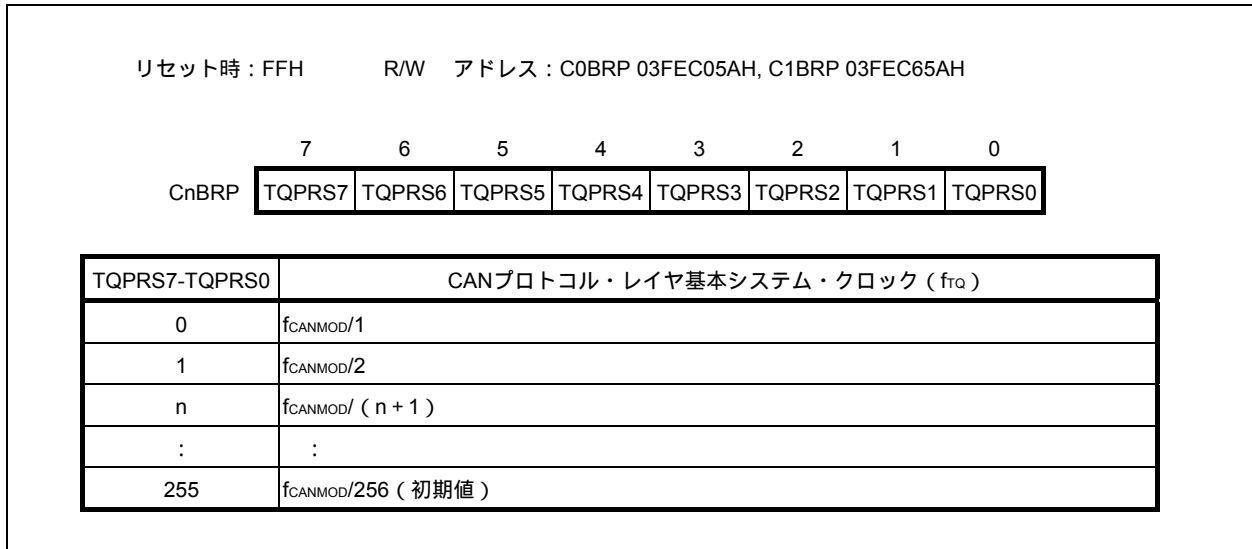 リセット時：FFH R/W アドレス：C0BRP 03FEC05AH, C1BRP 03FEC65AH
7 6 5 4 3 2 1 0
CnBRP TQPRS7 TQPRS6 TQPRS5 TQPRS4 TQPRS3 TQPRS2 TQPRS1 TQPRS0
TQPRS7-TQPRS0 CANプロトコル・レイヤ基本システム・クロック（fTQ）
0 fCANMOD/1
1 fCANMOD/2
n fCANMOD/（n + 1）
： ：
255 fCANMOD/256（初期値）